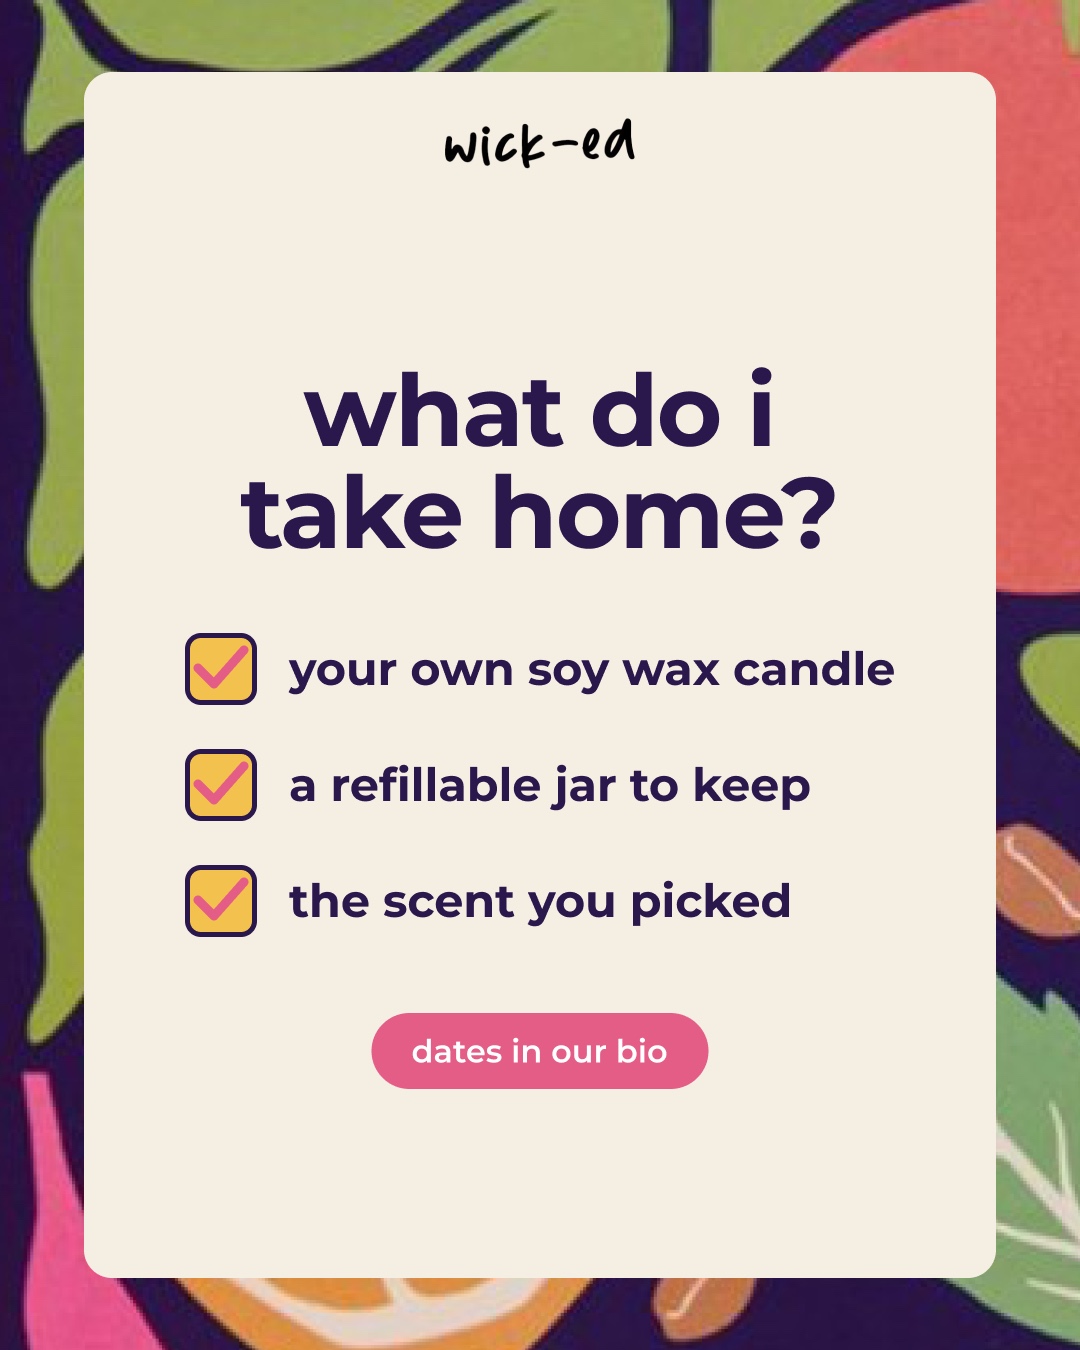 wick-ed
what do i
take home?
your own soy wax candle
a refillable jar to keep
the scent you picked
dates in our bio